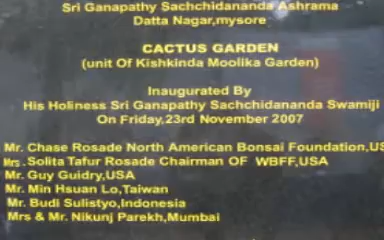 Sri Ganapathy Sachchidananda Ashrama
Datta Nagar,mysore
CACTUS GARDEN
(unit Of Kishkinda Moolika Garden)
Inaugurated By
His Holiness Sri Ganapathy Sachchidananda Swamiji
On Friday,23rd November 2007
Mr. Chase Rosade North American Bonsai Foundation,US
Mrs. Solita Tafur Rosade Chairman OF WBFF,USA
Mr. Guy Guidry,USA
Mr. Min Hsuan Lo,Taiwan
Mr. Budi Sulistyo,Indonesia
Mrs & Mr. Nikunj Parekh,Mumbai